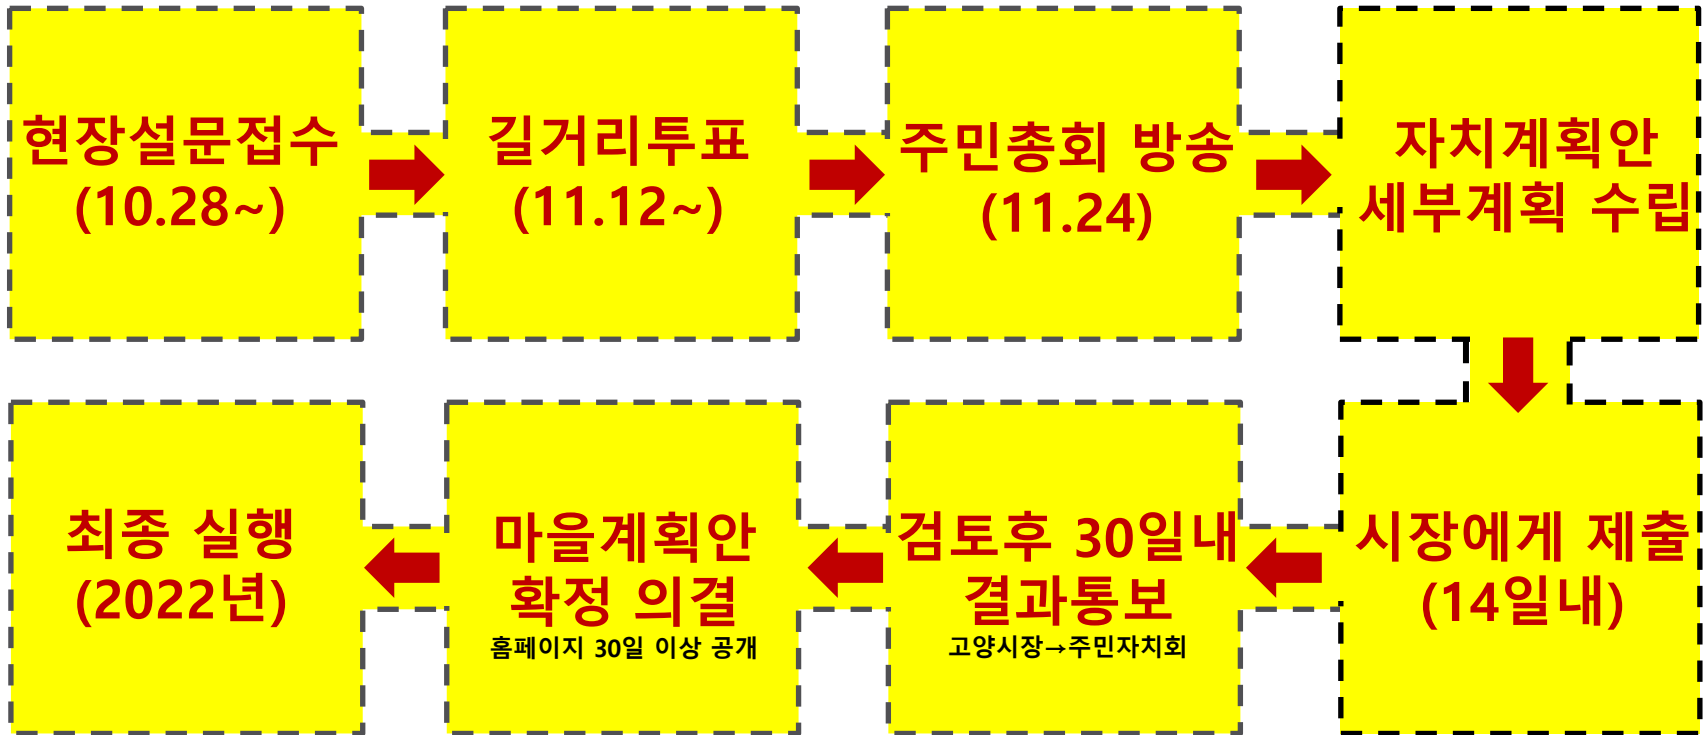 현장설문접수
(10.28~)
길거리투표
(11.12~)
주민총회 방송
(11.24)
자치계획안
세부계획 수립
시장에게 제출
(14일내)
검토후 30일내
결과통보
고양시장→주민자치회
마을계획안
확정 의결
홈페이지 30일 이상 공개
최종 실행
(2022년)